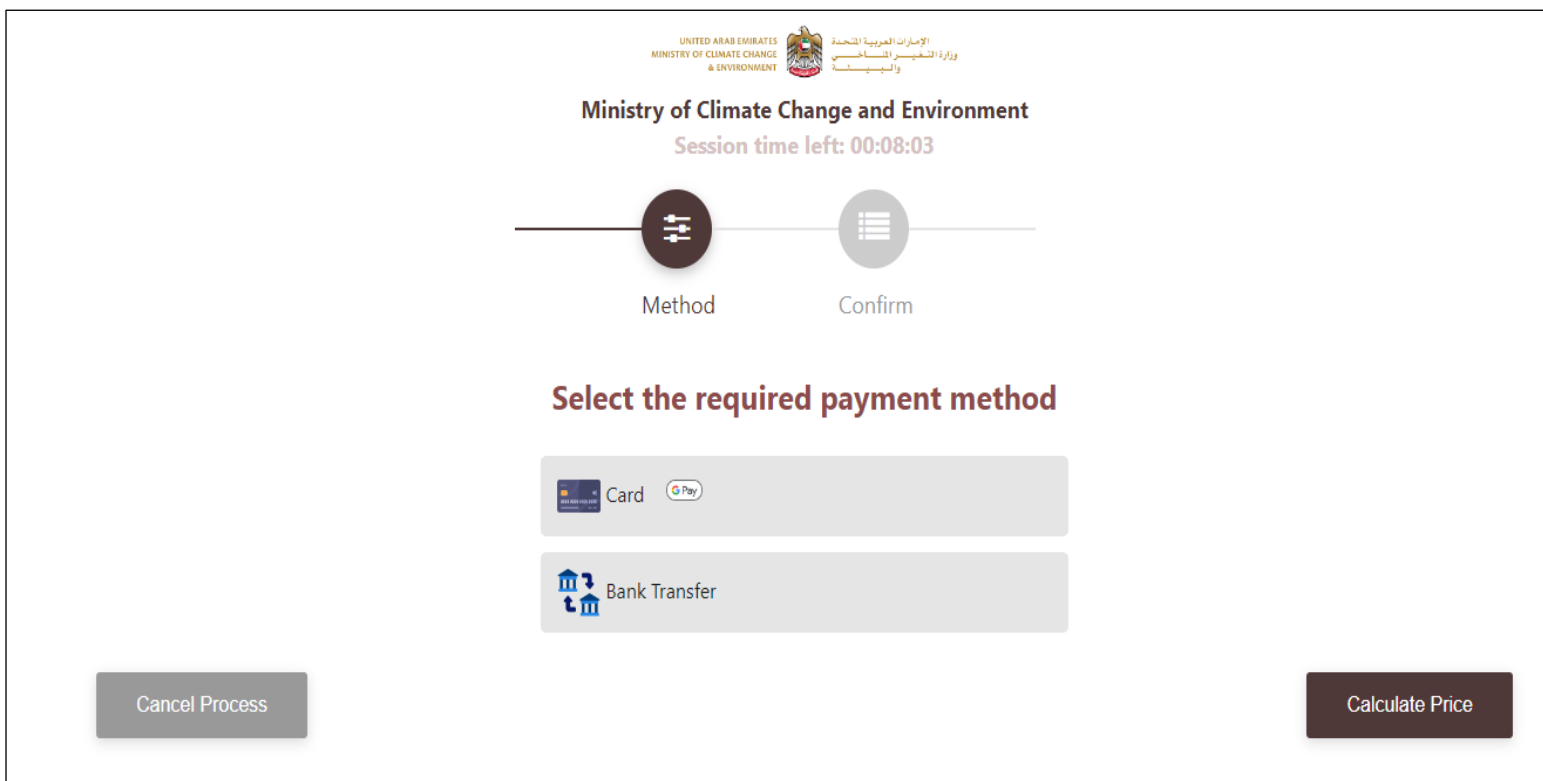 UNITED ARAB EMIRATES
MINISTRY OF CLIMATE CHANGE
& ENVIRONMENT
الإمارات العربية المتحدة
وزارة التغير المناخي
والبيئة
Ministry of Climate Change and Environment
Session time left: 00:08:03
Method
Confirm
Select the required payment method
Card
G Pay
Bank Transfer
Cancel Process
Calculate Price